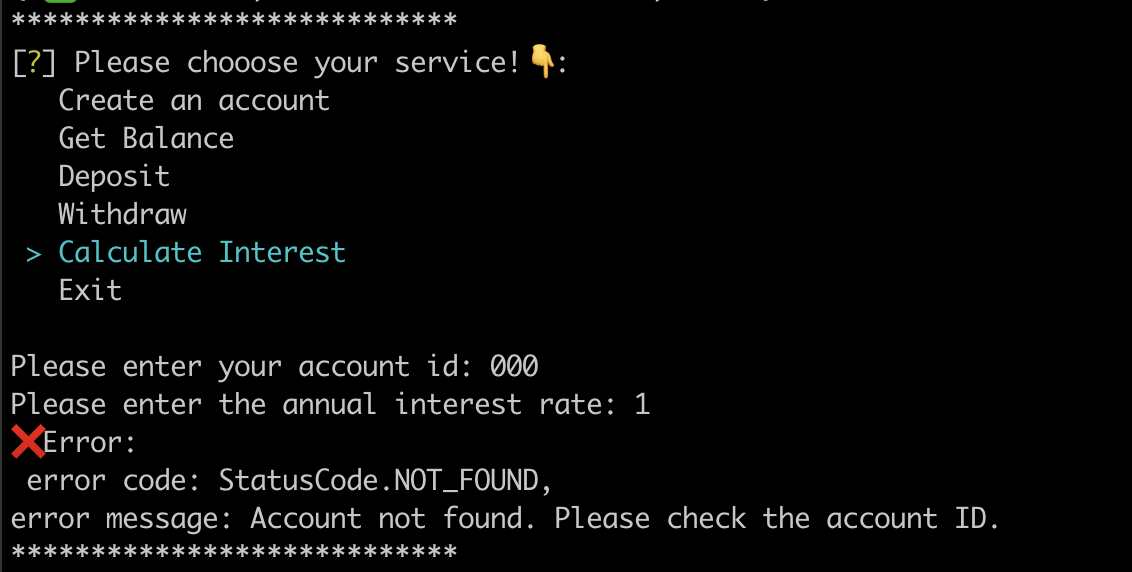 ****************************
[?] Please chooose your service!👇:
Create an account
Get Balance
Deposit
Withdraw
> Calculate Interest
Exit
Please enter your account id: 000
Please enter the annual interest rate: 1
❌Error:
error code: StatusCode.NOT_FOUND,
error message: Account not found. Please check the account ID.
****************************